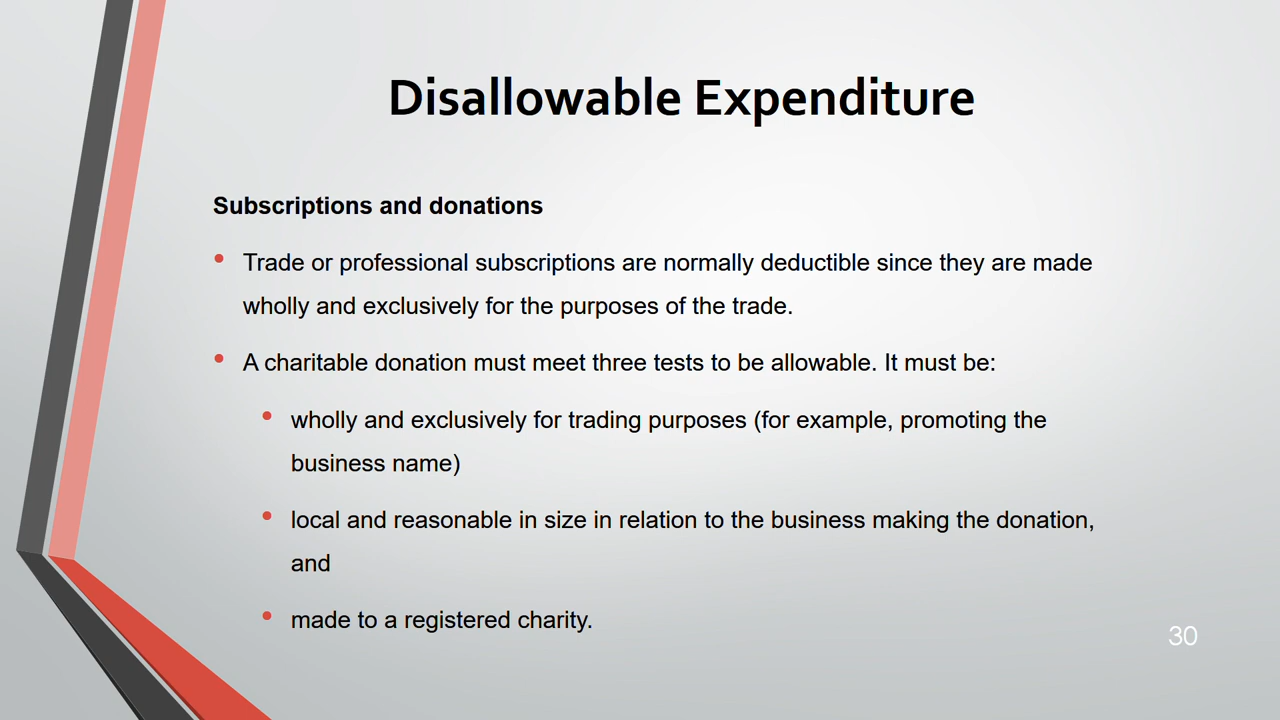 Disallowable Expenditure
Subscriptions and donations
• Trade or professional subscriptions are normally deductible since they are made
wholly and exclusively for the purposes of the trade.
• A charitable donation must meet three tests to be allowable. It must be:
• wholly and exclusively for trading purposes (for example, promoting the
business name)
• local and reasonable in size in relation to the business making the donation,
and
• made to a registered charity.
30